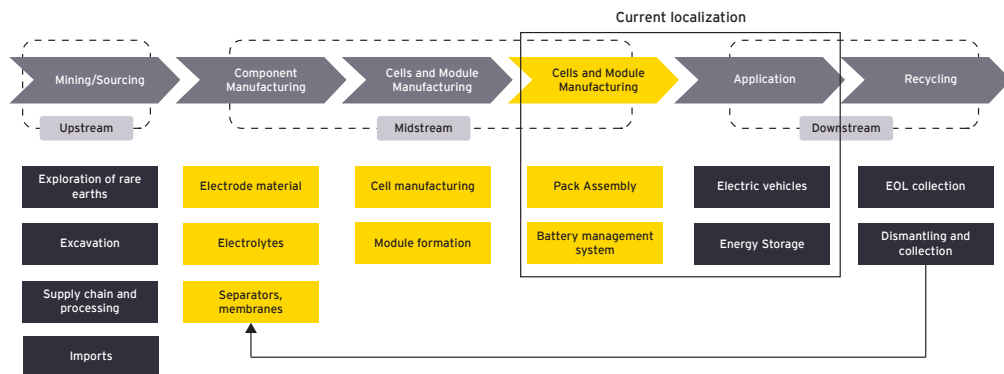 Current localization
Mining/Sourcing
Component
Manufacturing
Cells and Module
Manufacturing
Cells and Module
Manufacturing
Application
Recycling
Upstream
Midstream
Downstream
Exploration of rare
earths
Electrode material
Cell manufacturing
Pack Assembly
Electric vehicles
EOL collection
Excavation
Electrolytes
Module formation
Battery management
system
Energy Storage
Dismantling and
collection
Supply chain and
processing
Separators,
membranes
Imports